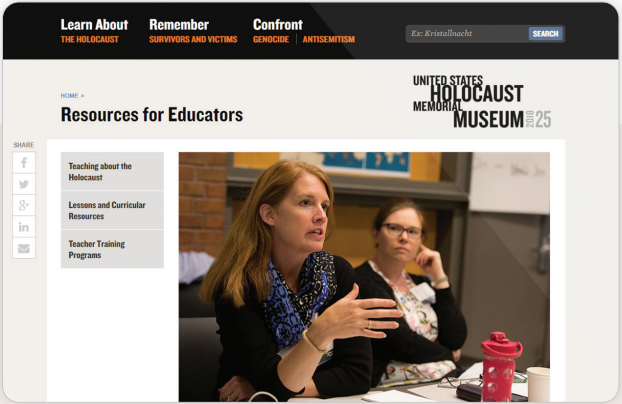 Learn About
THE HOLOCAUST
Remember
SURVIVORS AND VICTIMS
Confront
GENOCIDE
ANTISEMITISM
Ex: Kristallnacht
SEARCH
HOME »
Resources for Educators
UNITED STATES
HOLOCAUST
MEMORIAL
MUSEUM
2018
25
SHARE
Teaching about the
Holocaust
Lessons and Curricular
Resources
Teacher Training
Programs